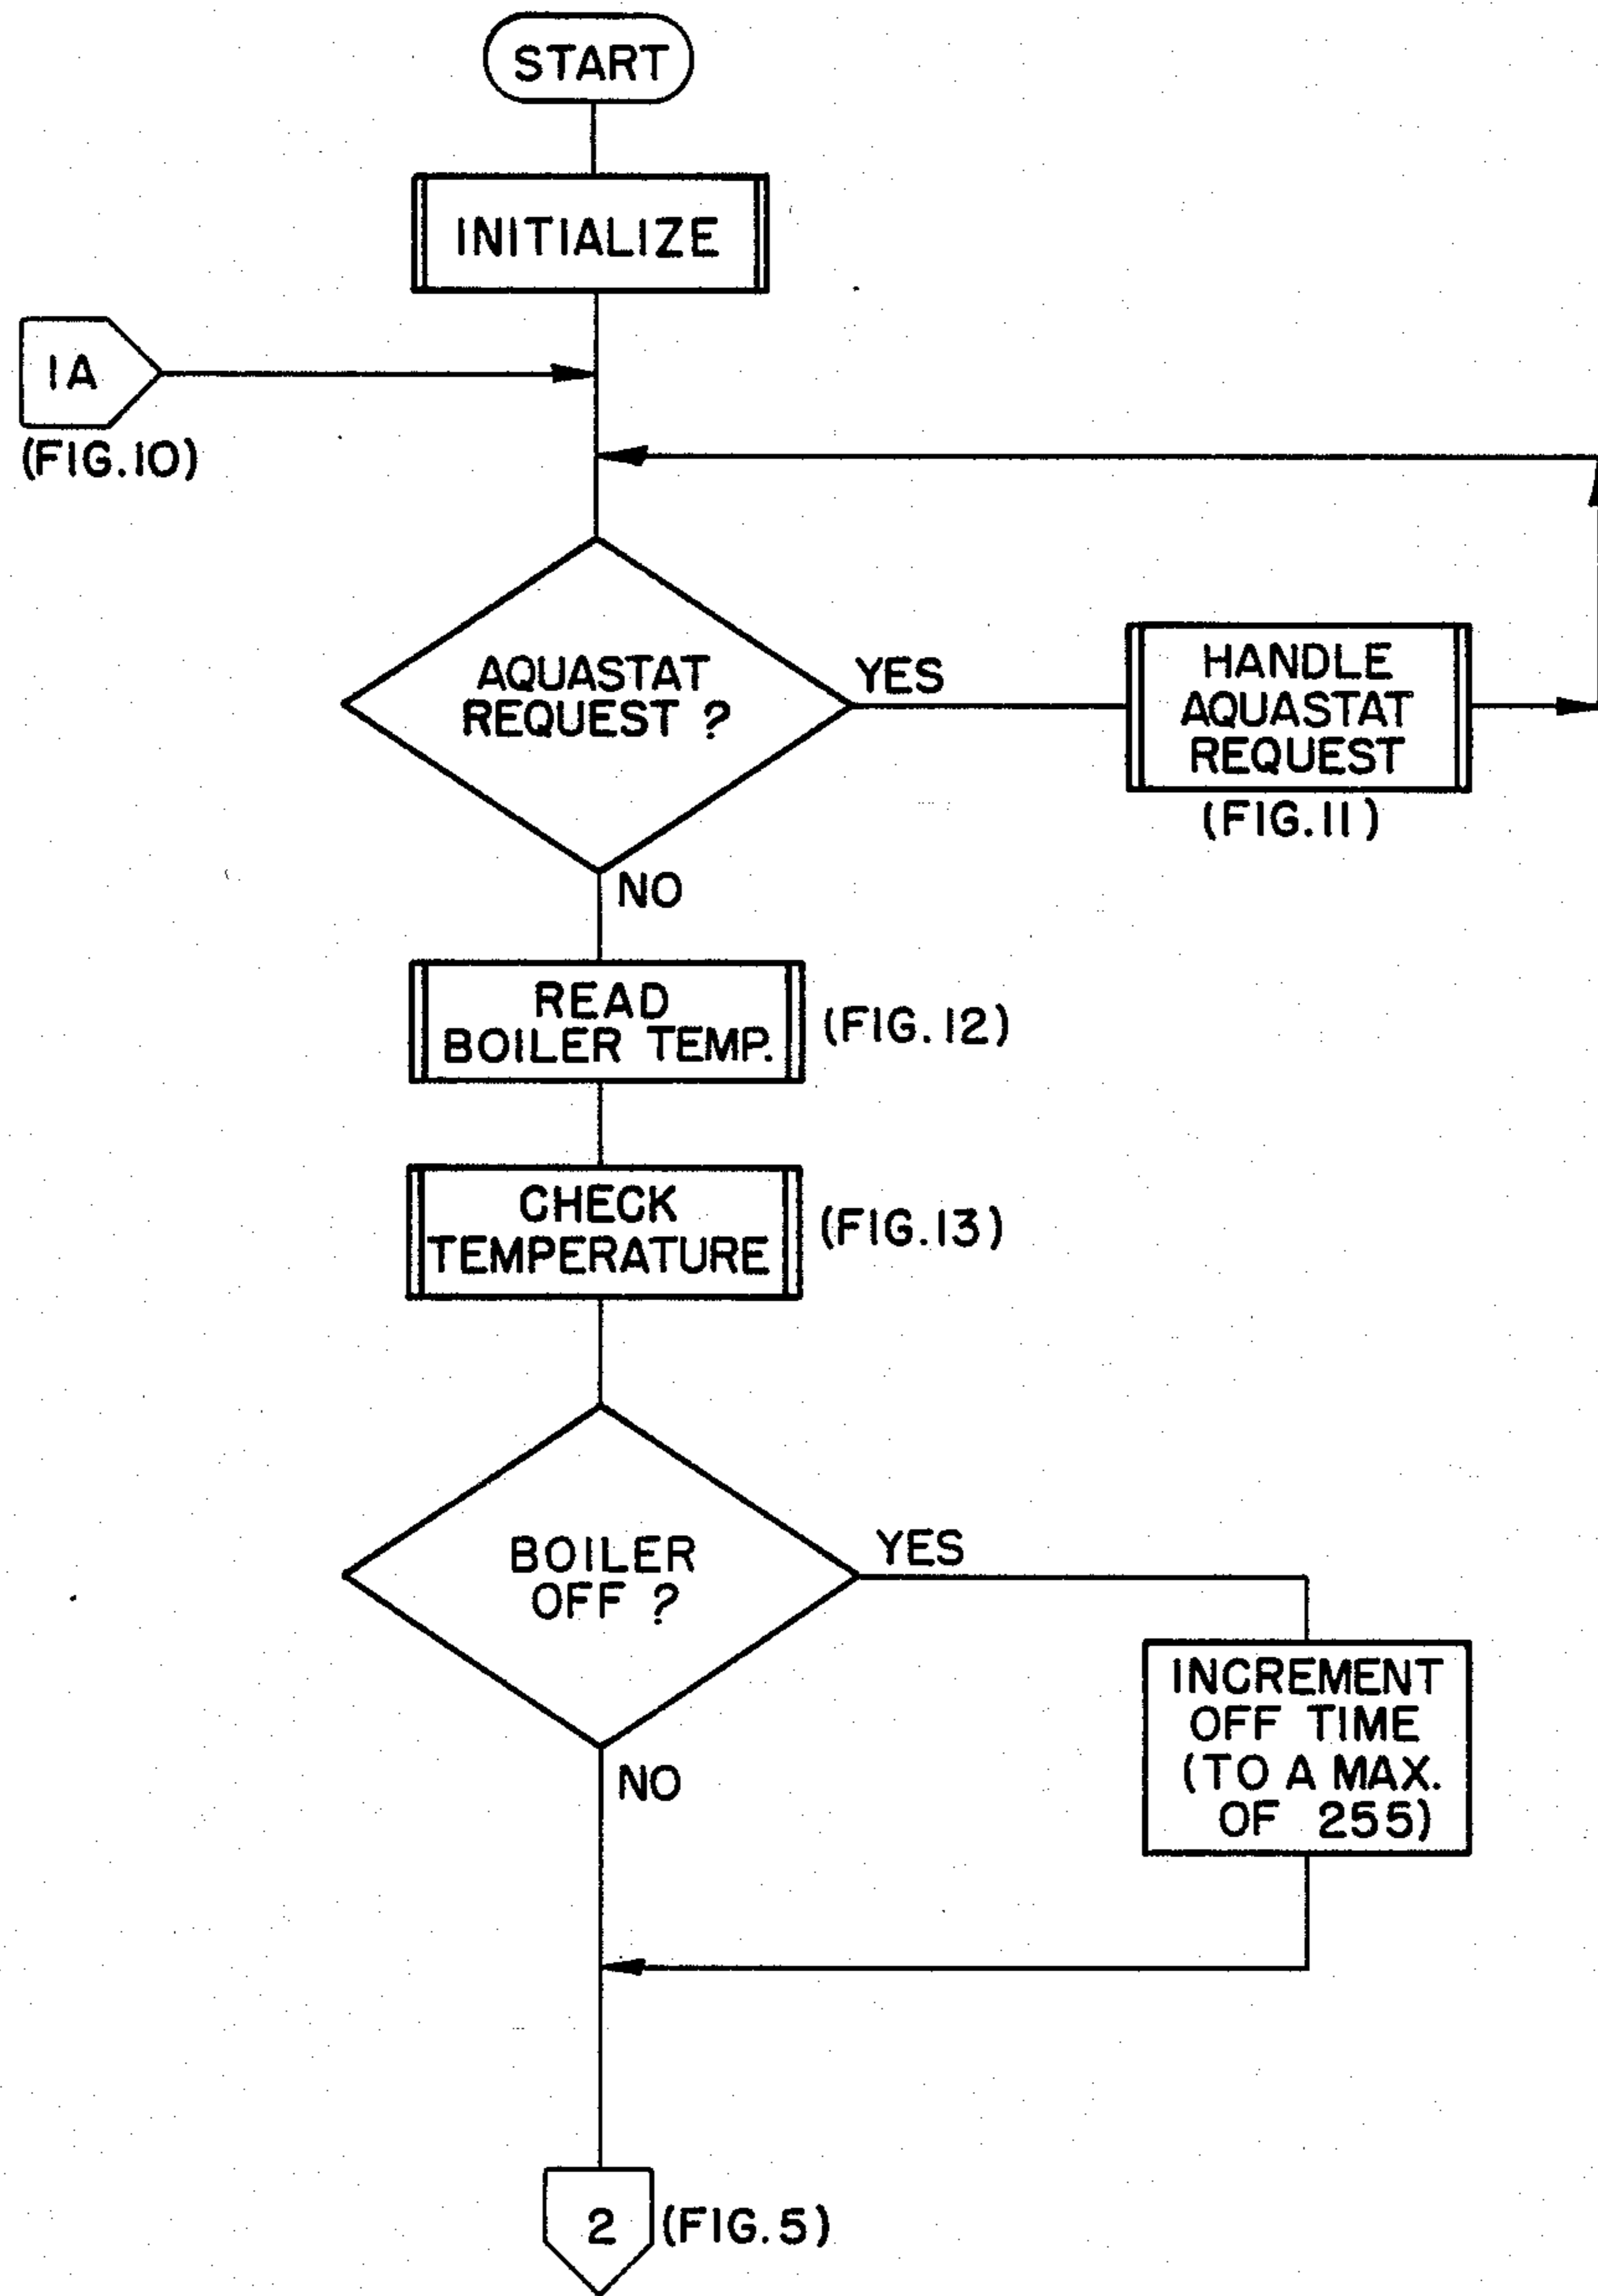 START
INITIALIZE
1A
(FIG.10)
AQUASTAT
REQUEST ?
YES
HANDLE
AQUASTAT
REQUEST
(FIG.11)
NO
READ
BOILER TEMP.
(FIG.12)
CHECK
TEMPERATURE
(FIG.13)
BOILER
OFF ?
YES
INCREMENT
OFF TIME
(TO A MAX.
OF 255)
NO
2
(FIG.5)